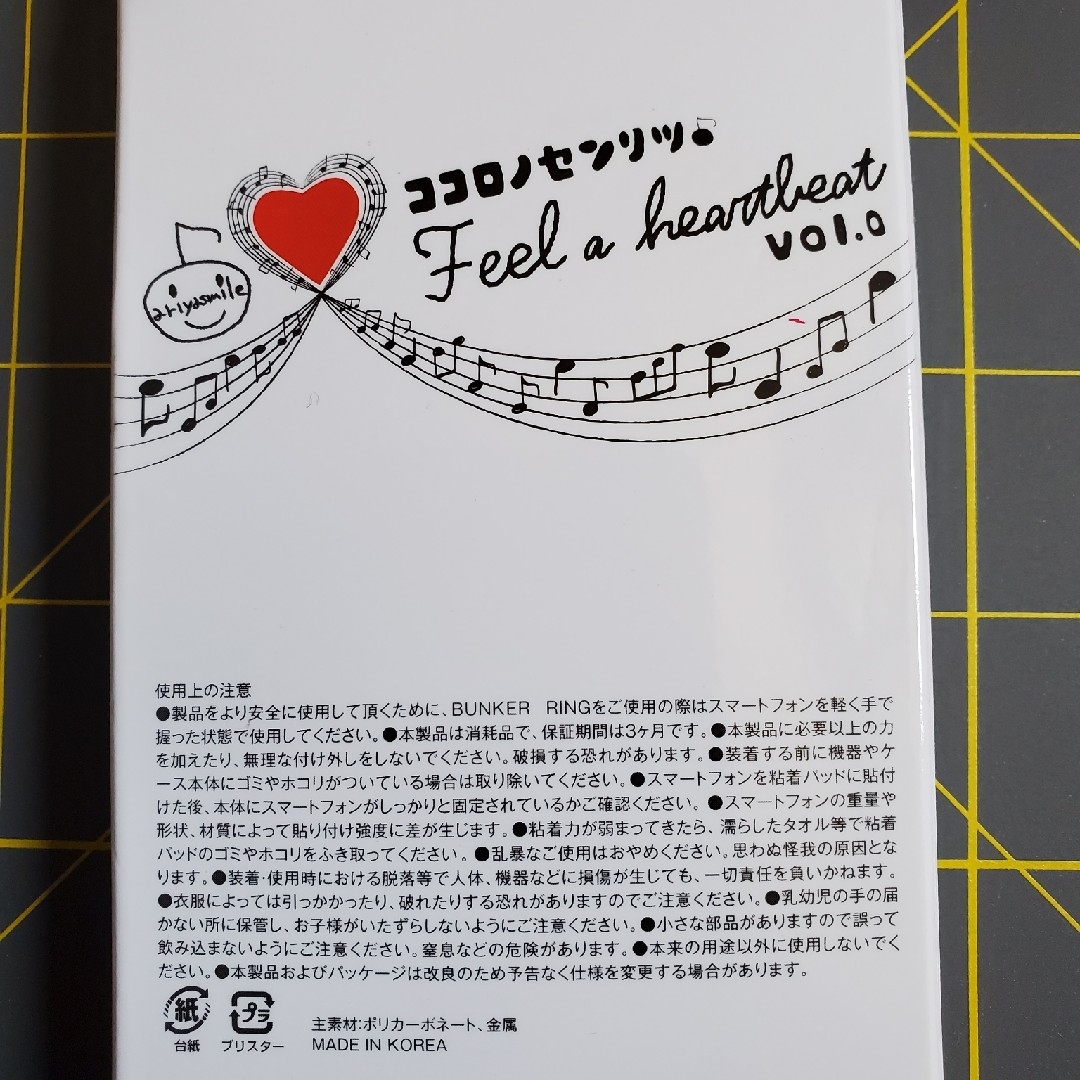 ココロノセンリツ
Feel a heartbeat
vol.0
ariyasmile
使用上の注意
●製品をより安全に使用して頂くために、BUNKER RINGをご使用の際はスマートフォンを軽く手で
握った状態で使用してください。●本製品は消耗品で、保証期間は3ヶ月です。●本製品に必要以上の力
を加えたり、無理な付け外しをしないでください。破損する恐れがあります。●装着する前に機器やケ
ース本体にゴミやホコリがついている場合は取り除いてください。●スマートフォンを粘着パッドに貼付
けた後、本体にスマートフォンがしっかりと固定されているかご確認ください。●スマートフォンの重量や
形状、材質によって貼り付け強度に差が生じます。●粘着力が弱まってきたら、濡らしたタオル等で粘着
パッドのゴミやホコリをふき取ってください。●乱暴なご使用はおやめください。思わぬ怪我の原因とな
ります。●装着・使用時における脱落等で人体、機器などに損傷が生じても、一切責任を負いかねます。
●衣服によっては引っかかったり、破れたりする恐れがありますのでご注意ください。●乳幼児の手の届
かない所に保管し、お子様がいたずらしないようにご注意ください。●小さな部品がありますので誤って
飲み込まないようにご注意ください。窒息などの危険があります。●本来の用途以外に使用しないでく
ださい。●本製品およびパッケージは改良のため予告なく仕様を変更する場合があります。
紙 プラ
台紙 ブリスター
主素材:ポリカーボネート、金属
MADE IN KOREA